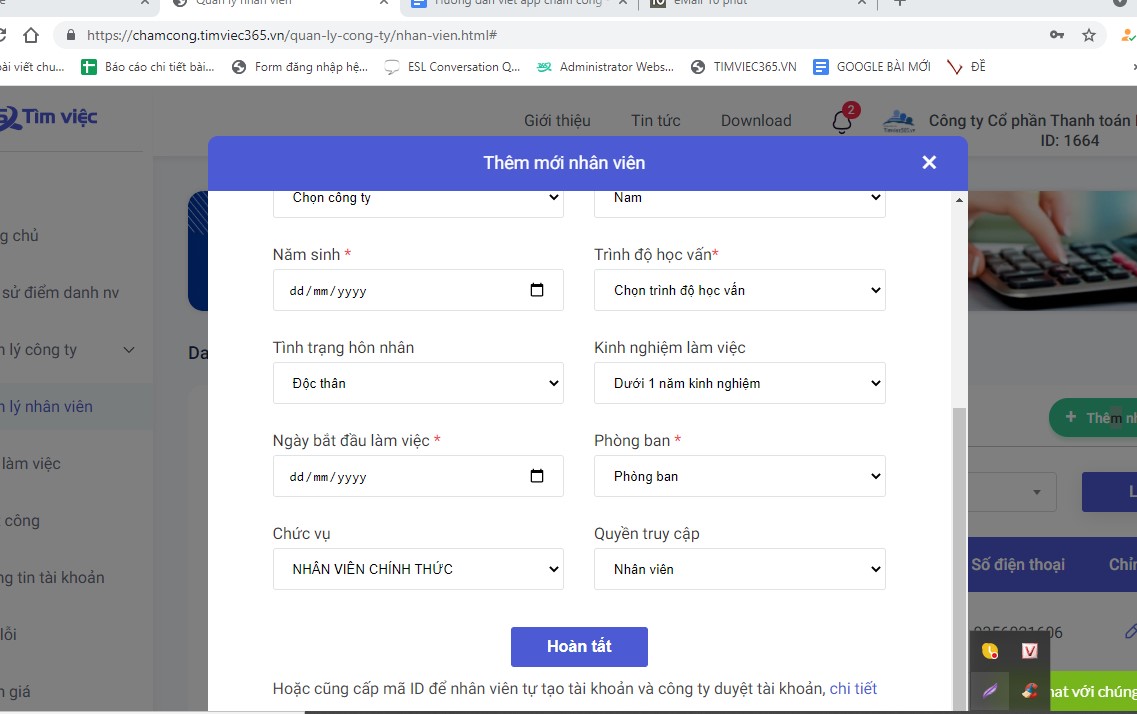 Quản lý nhân viên
Hướng dẫn viết app chấm công
eMail 10 phút
https://chamcong.timviec365.vn/quan-ly-cong-ty/nhan-vien.html#
ài viết chu...
Báo cáo chi tiết bài...
Form đăng nhập hệ...
ESL Conversation Q...
Administrator Webs...
TIMVIEC365.VN
GOOGLE BÀI MỚI
ĐỀ
Tìm việc
Giới thiệu
Tin tức
Download
2
Công ty Cổ phần Thanh toán
ID: 1664
Thêm mới nhân viên
Chọn công ty
Nam
g chủ
Năm sinh *
Trình độ học vấn*
sử điểm danh nv
dd/mm/yyyy
Chọn trình độ học vấn
lý công ty
Da
Tình trạng hôn nhân
Kinh nghiệm làm việc
Độc thân
Dưới 1 năm kinh nghiệm
lý nhân viên
+ Thêm nh
Ngày bắt đầu làm việc *
Phòng ban *
làm việc
dd/mm/yyyy
Phòng ban
L
công
Chức vụ
Quyền truy cập
NHÂN VIÊN CHÍNH THỨC
Nhân viên
Số điện thoại
Chỉn
ng tin tài khoản
lỗi
Hoàn tất
Hoặc cũng cấp mã ID để nhân viên tự tạo tài khoản và công ty duyệt tài khoản, chi tiết
n giá
hat với chúng